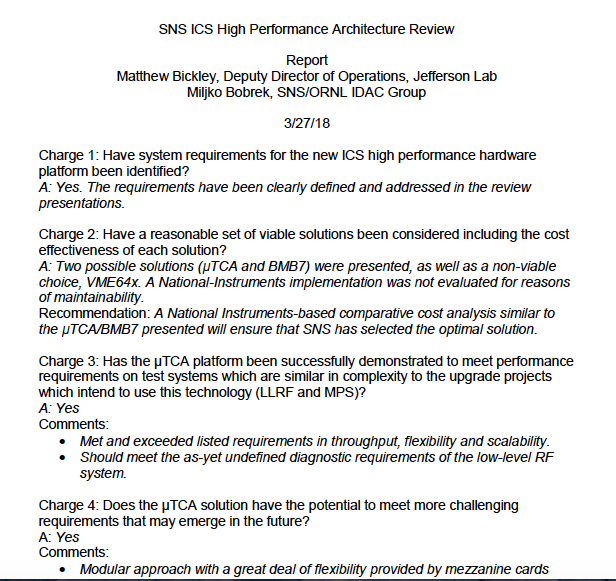 SNS ICS High Performance Architecture Review
Report
Matthew Bickley, Deputy Director of Operations, Jefferson Lab
Miljko Bobrek, SNS/ORNL IDAC Group
3/27/18
Charge 1: Have system requirements for the new ICS high performance hardware
platform been identified?
A: Yes. The requirements have been clearly defined and addressed in the review
presentations.
Charge 2: Have a reasonable set of viable solutions been considered including the cost
effectiveness of each solution?
A: Two possible solutions (µTCA and BMB7) were presented, as well as a non-viable
choice, VME64x. A National-Instruments implementation was not evaluated for reasons
of maintainability.
Recommendation: A National Instruments-based comparative cost analysis similar to
the µTCA/BMB7 presented will ensure that SNS has selected the optimal solution.
Charge 3: Has the µTCA platform been successfully demonstrated to meet performance
requirements on test systems which are similar in complexity to the upgrade projects
which intend to use this technology (LLRF and MPS)?
A: Yes
Comments:
• Met and exceeded listed requirements in throughput, flexibility and scalability.
• Should meet the as-yet undefined diagnostic requirements of the low-level RF
system.
Charge 4: Does the µTCA solution have the potential to meet more challenging
requirements that may emerge in the future?
A: Yes
Comments:
• Modular approach with a great deal of flexibility provided by mezzanine cards